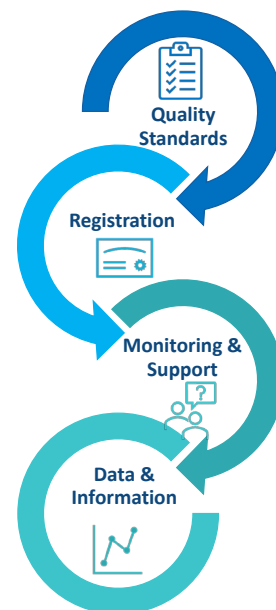 Quality
Standards
Registration
Monitoring &
Support
?
Data &
Information